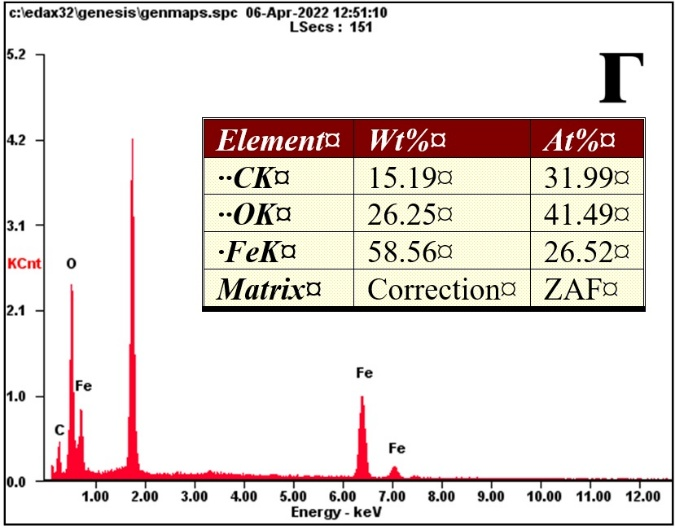 c:\edax32\genesis\genmaps.spc 06-Apr-2022 12:51:10
LSecs : 151
5.2
Г
4.2
Element¤ Wt%¤ At%¤
··CK¤ 15.19¤ 31.99¤
··OK¤ 26.25¤ 41.49¤
·FeK¤ 58.56¤ 26.52¤
Matrix¤ Correction¤ ZAF¤
3.1
KCnt
O
2.1
Fe
1.0
Fe
C
Fe
0.0
1.00 2.00 3.00 4.00 5.00 6.00 7.00 8.00 9.00 10.00 11.00 12.00
Energy - keV